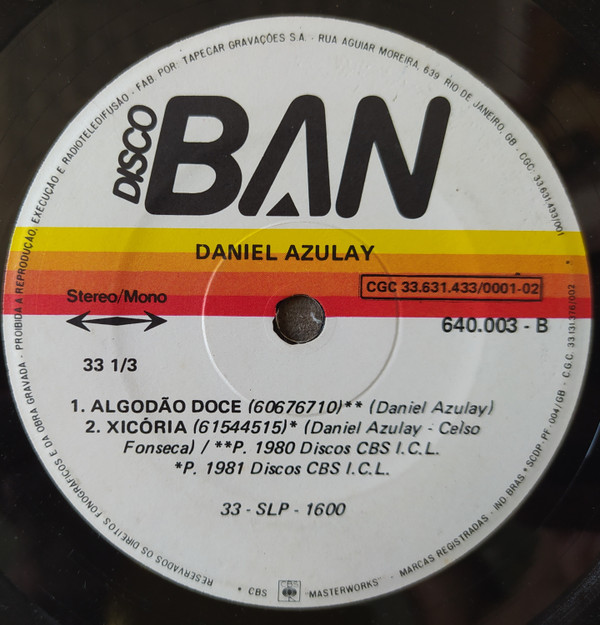 RESERVADOS OS DIREITOS FONOGRÁFICOS E DA OBRA GRAVADA - PROIBIDA A REPRODUÇÃO, EXECUÇÃO E RADIOTELEDIFUSÃO - FAB. POR: TAPECAR GRAVAÇÕES S.A. - RUA AGUIAR MOREIRA, 639 RIO DE JANEIRO, GB - CGC: 33.631.433/001
DISCO
BAN
DANIEL AZULAY
CGC 33.631.433/0001-02
Stereo/Mono
640.003 - B
33 1/3
1. ALGODÃO DOCE (60676710)** (Daniel Azulay)
2. XICÓRIA (61544515)* (Daniel Azulay - Celso
Fonseca) / **P. 1980 Discos CBS I.C.L.
*P. 1981 Discos CBS I.C.L.
33 - SLP - 1600
• CBS CBS "MASTERWORKS" - MARCAS REGISTRADAS - IND. BRAS. • SCDP-PF-004/GB - C.G.C.